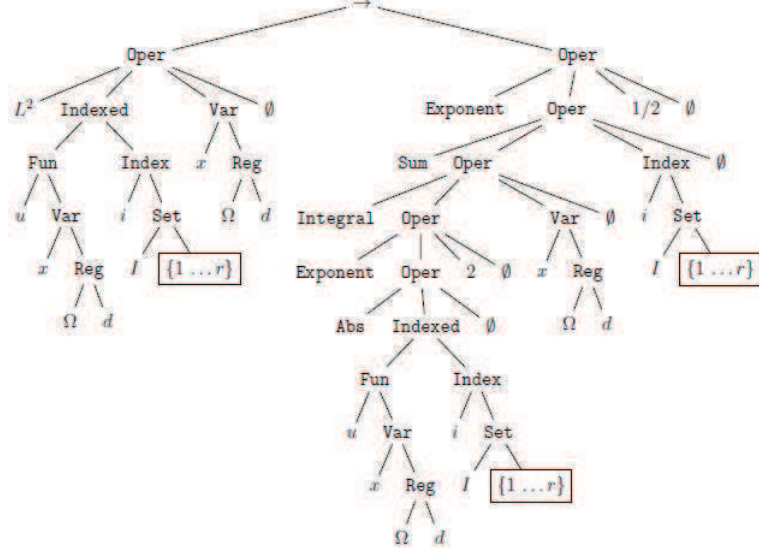 →
Oper Oper
L² Indexed Var ∅ Exponent Oper 1/2 ∅
Fun Index x Reg Sum Oper Index ∅
u Var i Set Ω d Integral Oper Var ∅ i Set
x Reg I {1 ... r} Exponent Oper 2 ∅ x Reg I {1 ... r}
Ω d Abs Indexed ∅ Ω d
Fun Index
u Var i Set
x Reg I {1 ... r}
Ω d